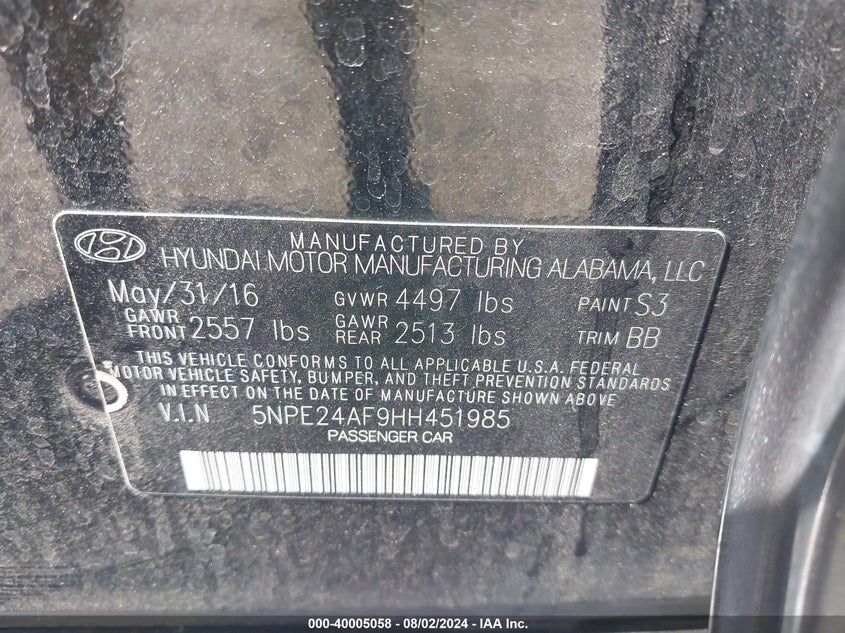 MANUFACTURED BY
HYUNDAI MOTOR MANUFACTURING ALABAMA, LLC
May/31/16 GVWR 4497 lbs PAINT S3
GAWR FRONT 2557 lbs GAWR REAR 2513 lbs TRIM BB
THIS VEHICLE CONFORMS TO ALL APPLICABLE U.S.A. FEDERAL
MOTOR VEHICLE SAFETY, BUMPER, AND THEFT PREVENTION STANDARDS
IN EFFECT ON THE DATE OF MANUFACTURE SHOWN ABOVE
V.I.N 5NPE24AF9HH451985
PASSENGER CAR
000-40005058 - 08/02/2024 - IAA Inc.